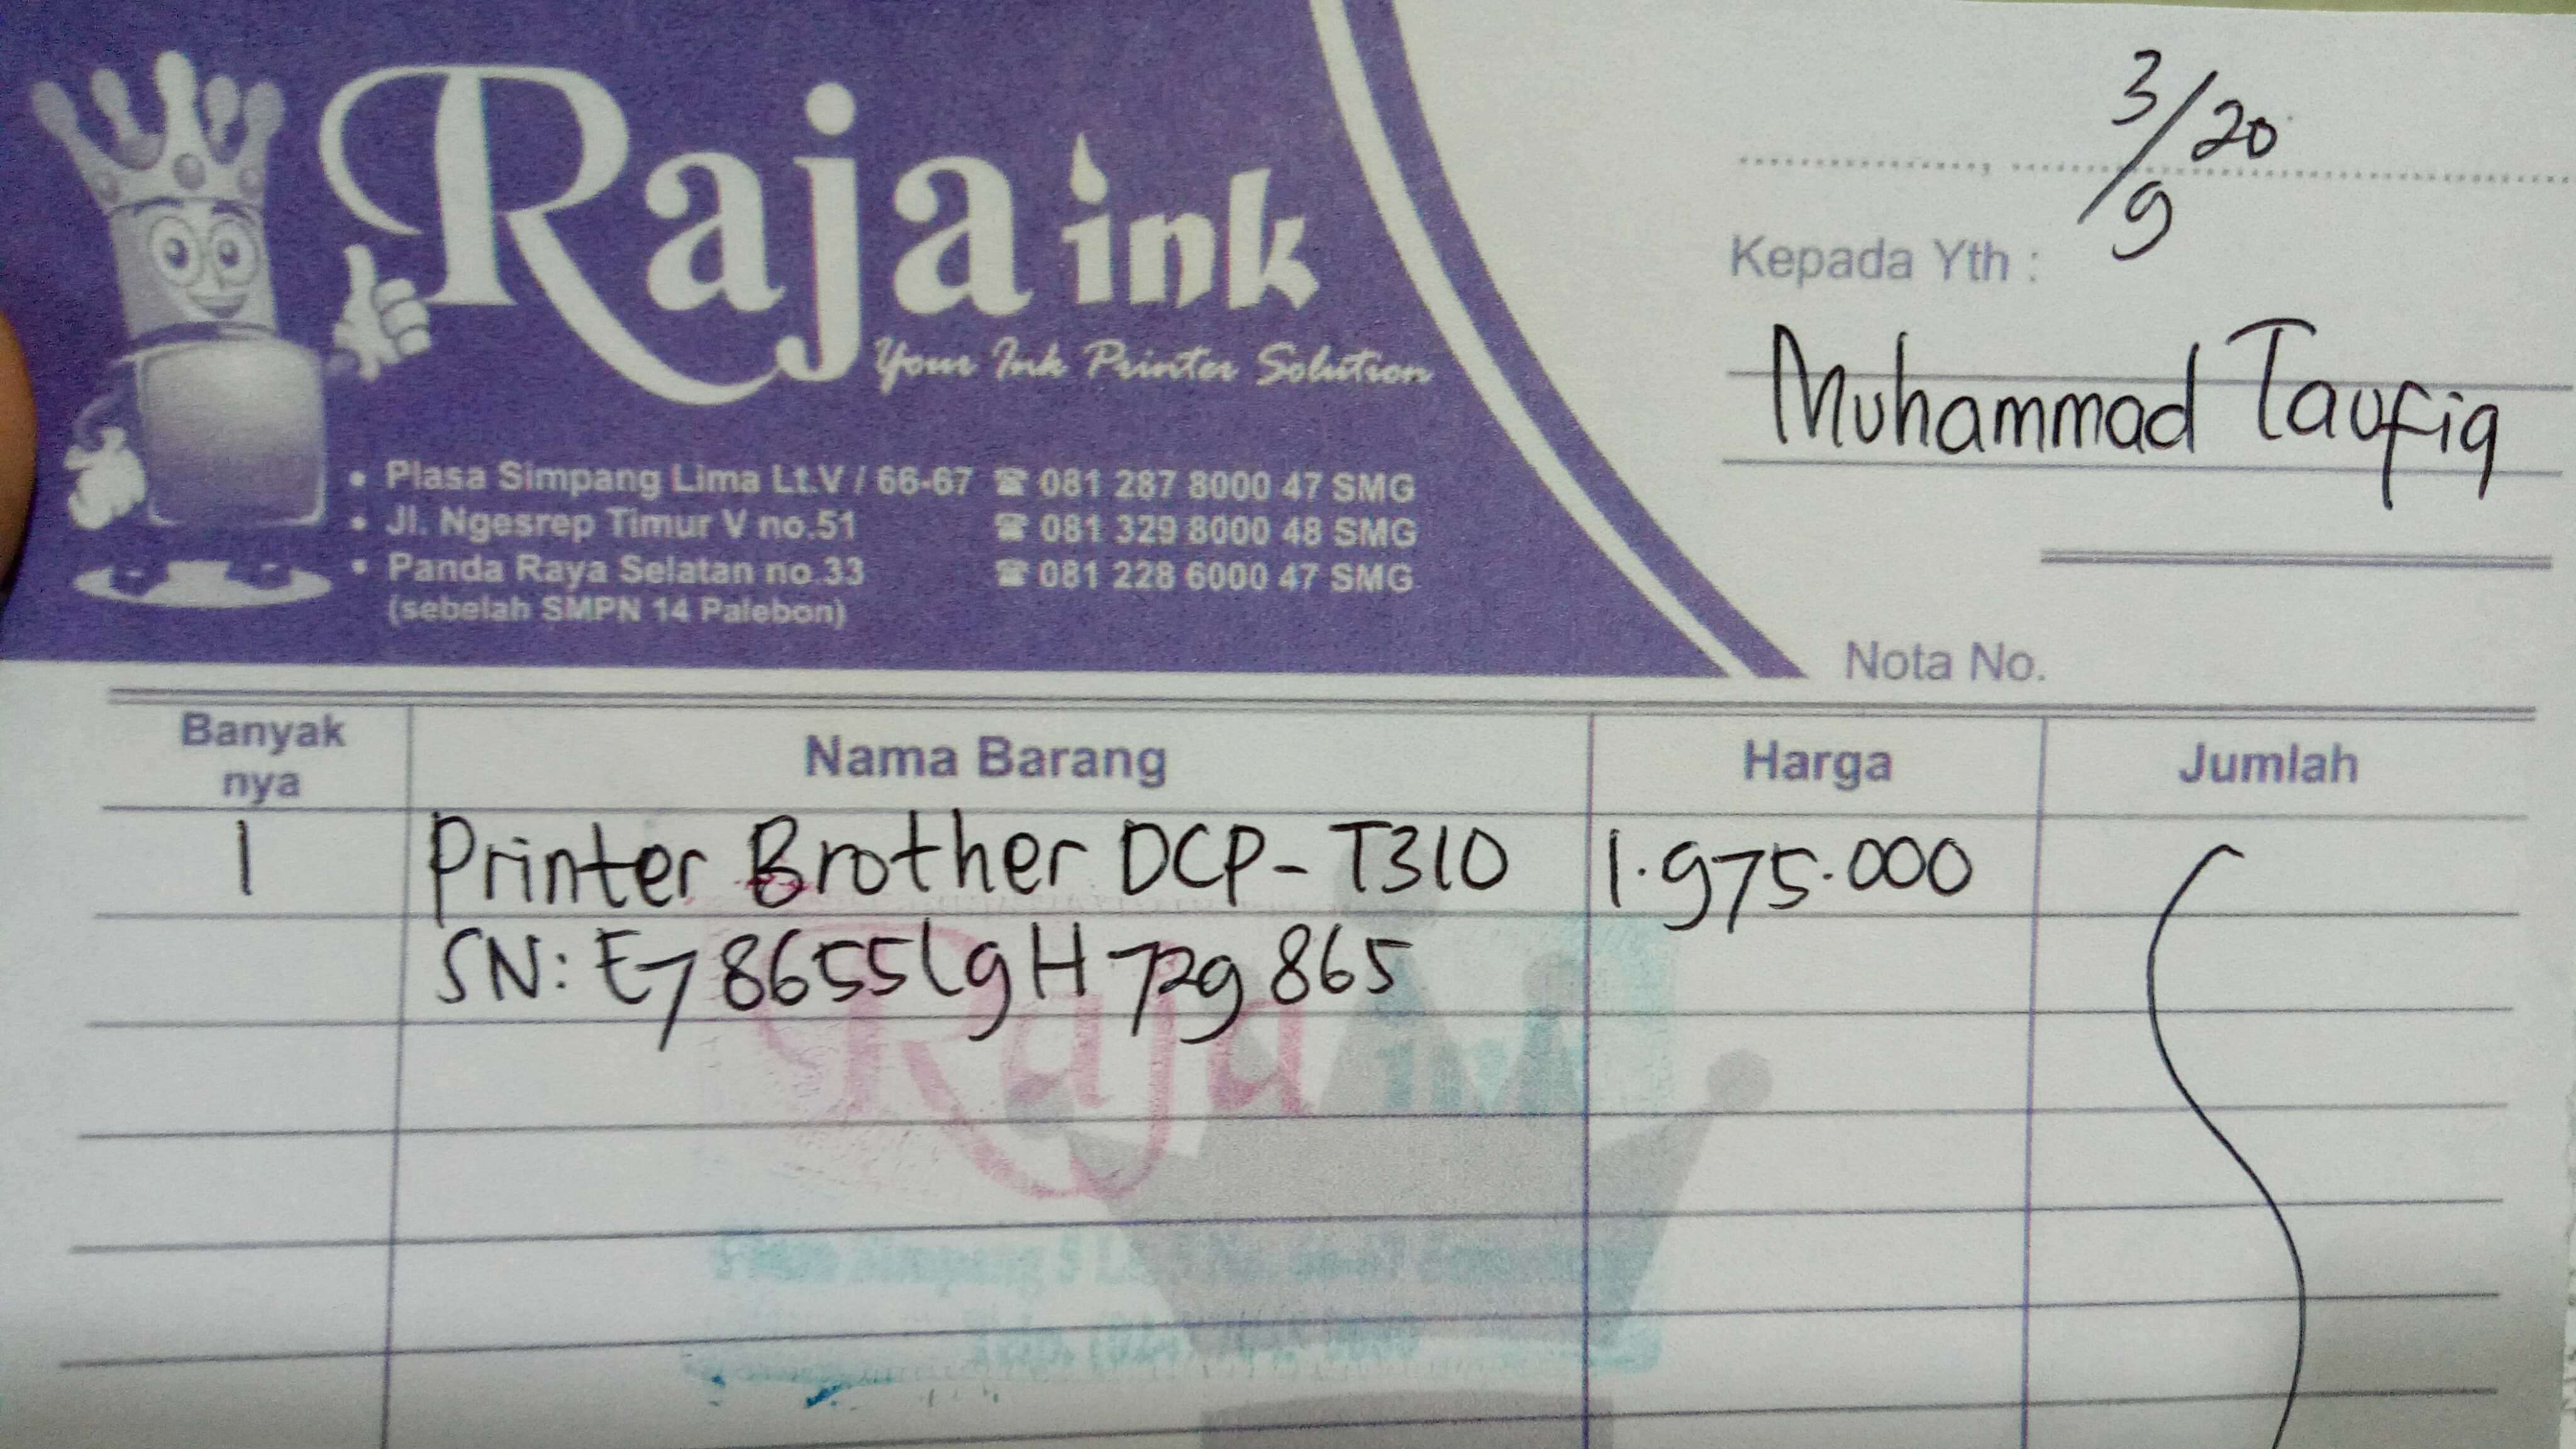 Raja ink
Your Ink Printer Solution
• Plasa Simpang Lima Lt.V / 66-67 ☎ 081 287 8000 47 SMG
• Jl. Ngesrep Timur V no.51 ☎ 081 329 8000 48 SMG
• Panda Raya Selatan no.33 ☎ 081 228 6000 47 SMG
(sebelah SMPN 14 Palebon)
3/9 20
Kepada Yth :
Muhammad Taufiq
Nota No.
Banyak nya Nama Barang Harga Jumlah
1 Printer Brother DCP-T310 1.975.000
SN: E78655L9H729865
Raja ink